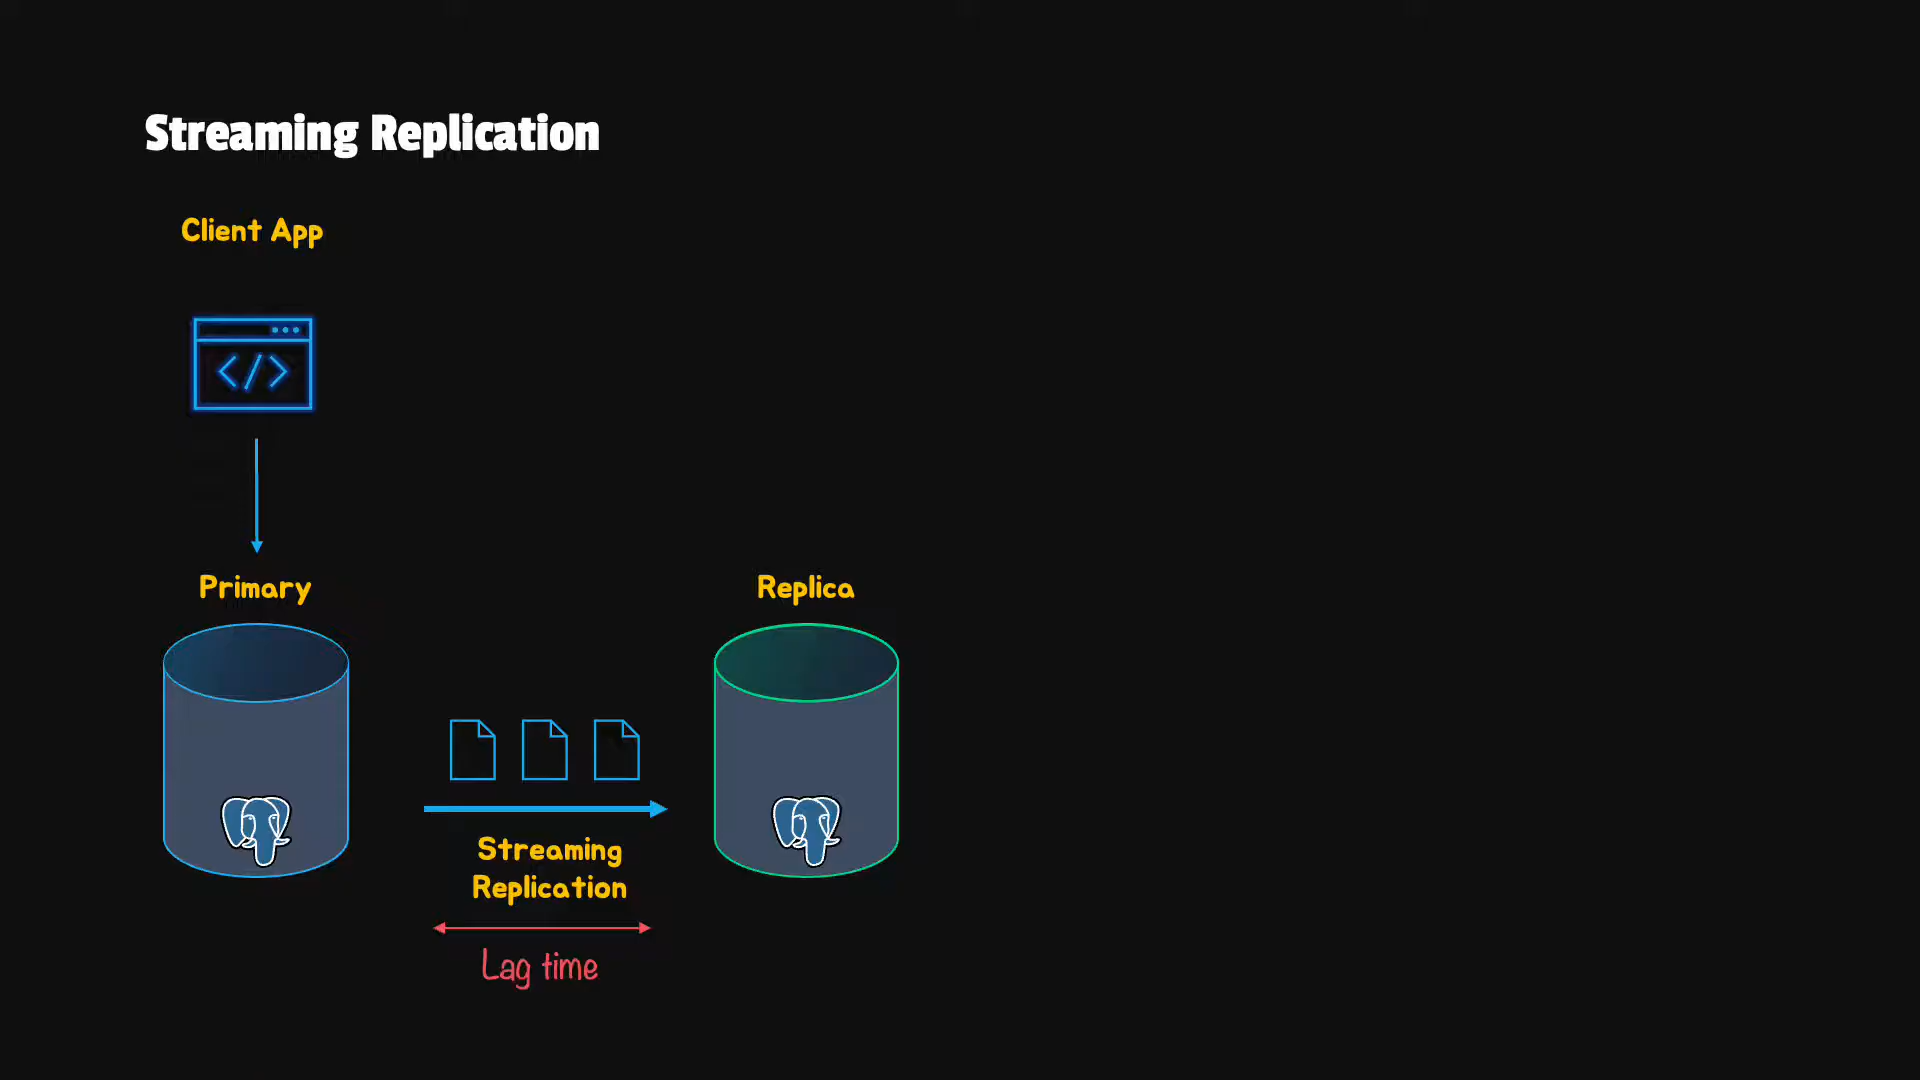 Streaming Replication
Client App
</>
Primary
Replica
Streaming
Replication
Lag time